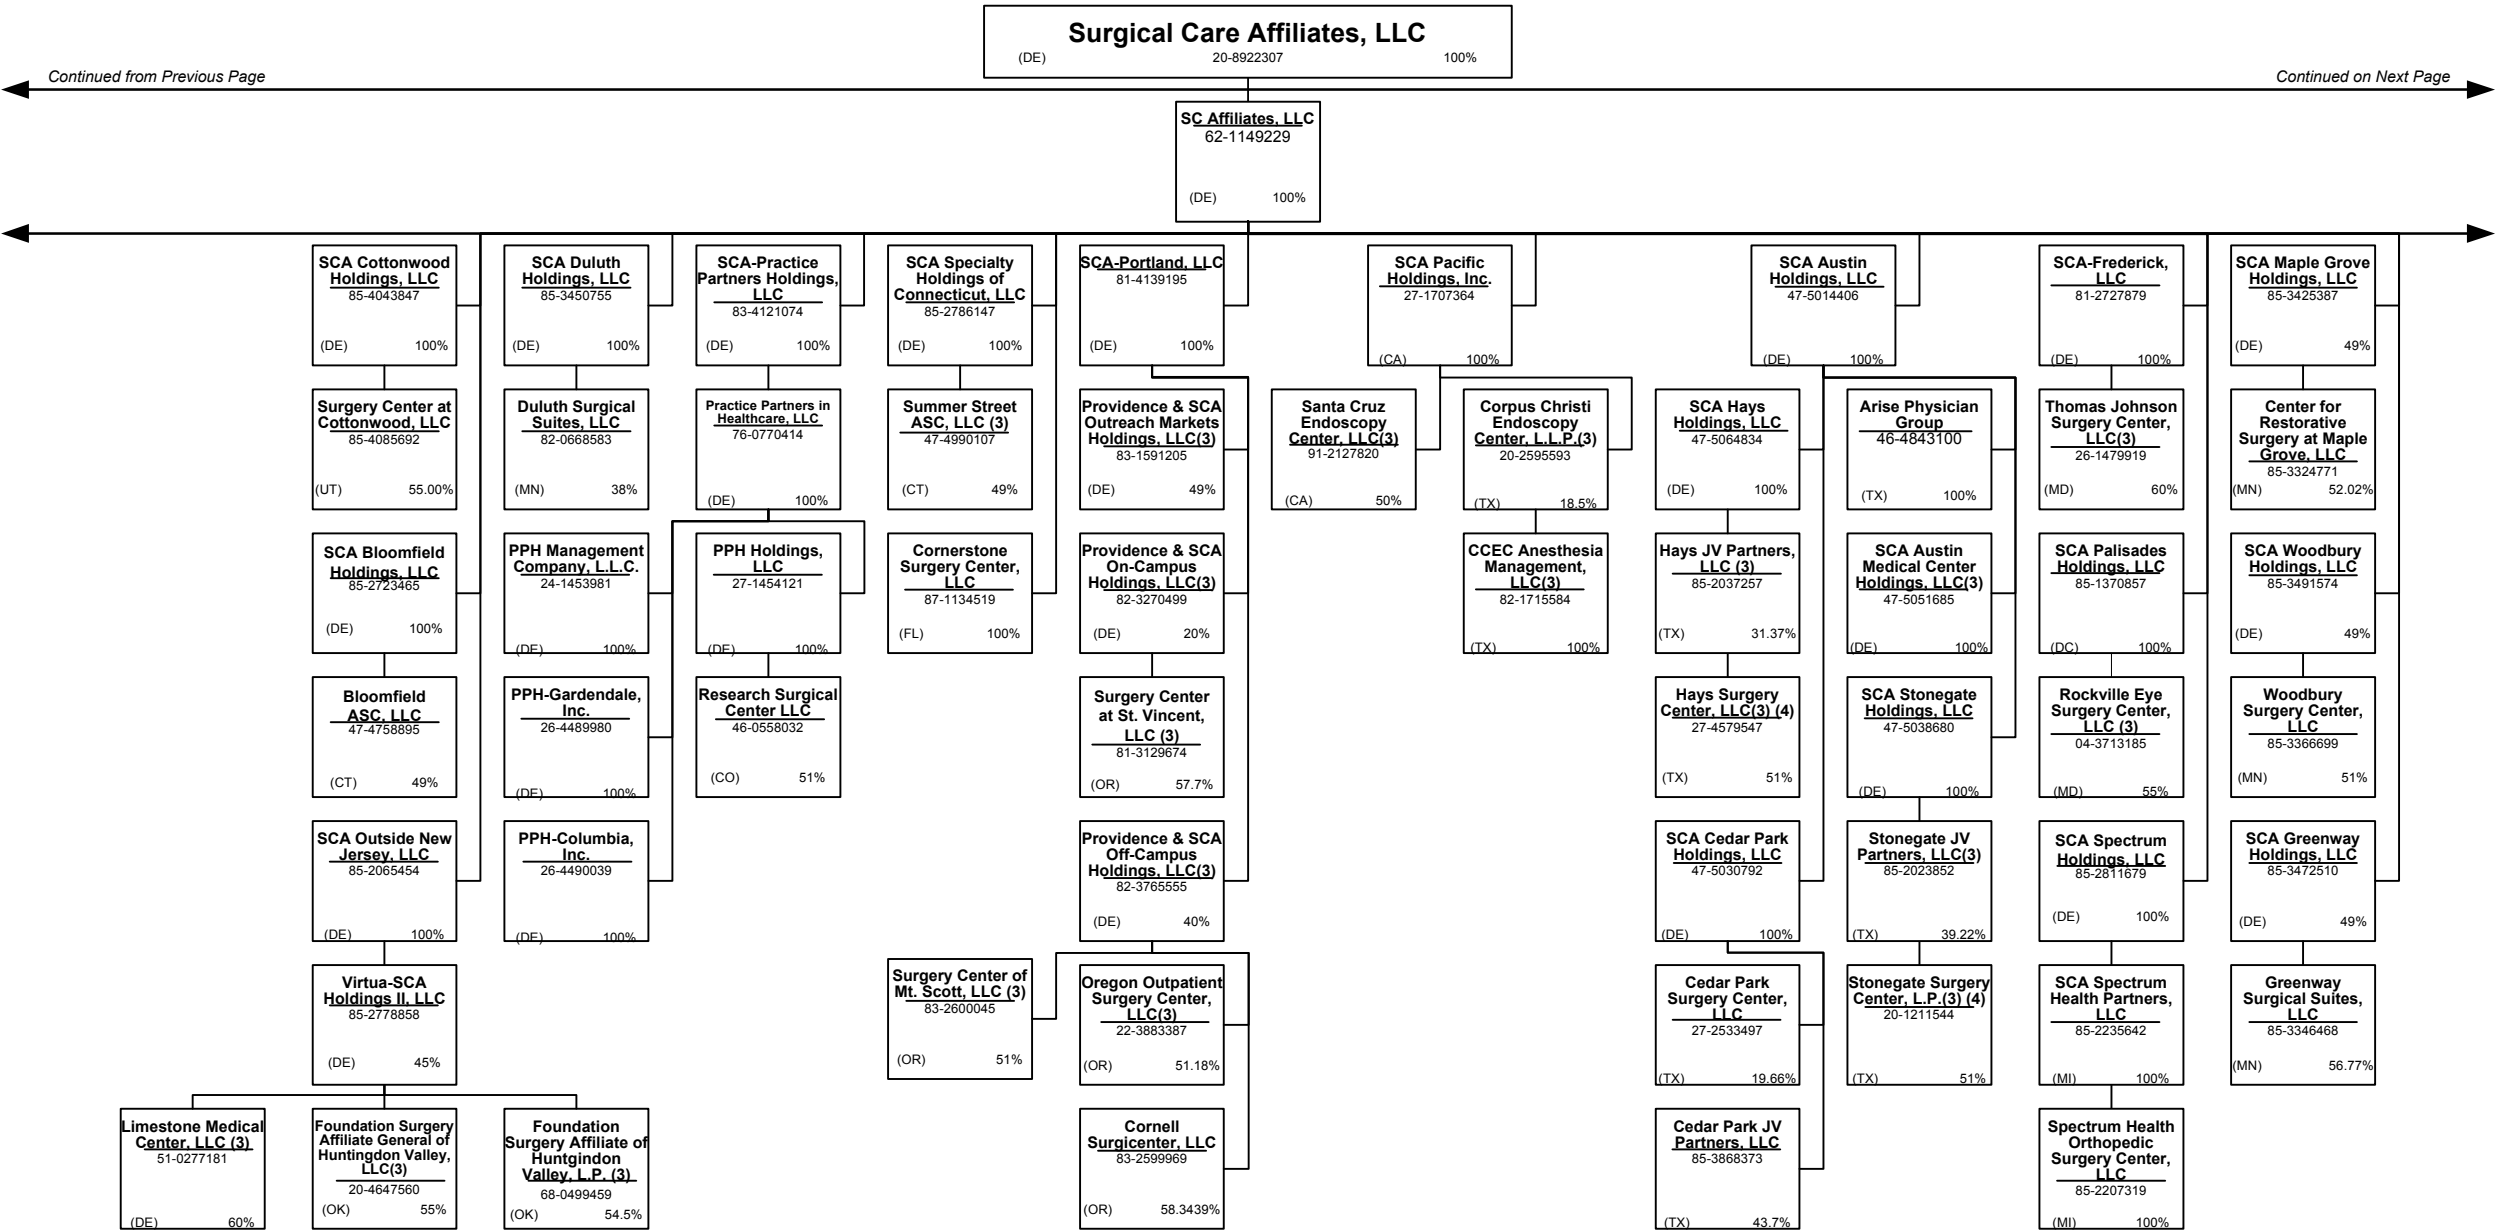 Surgical Care Affiliates, LLC
(DE) 20-8922307 100%
Continued from Previous Page
Continued on Next Page
SC Affiliates, LLC
62-1149229
(DE) 100%
SCA Cottonwood
Holdings, LLC
85-4043847
(DE) 100%
SCA Duluth
Holdings, LLC
85-3450755
(DE) 100%
SCA-Practice
Partners Holdings,
LLC
83-4121074
(DE) 100%
SCA Specialty
Holdings of
Connecticut, LLC
85-2786147
(DE) 100%
SCA-Portland, LLC
81-4139195
(DE) 100%
SCA Pacific
Holdings, Inc.
27-1707364
(CA) 100%
SCA Austin
Holdings, LLC
47-5014406
(DE) 100%
SCA-Frederick,
LLC
81-2727879
(DE) 100%
SCA Maple Grove
Holdings, LLC
85-3425387
(DE) 49%
Surgery Center at
Cottonwood, LLC
85-4085692
(UT) 55.00%
Duluth Surgical
Suites, LLC
82-0668583
(MN) 38%
Practice Partners in
Healthcare, LLC
76-0770414
(DE) 100%
Summer Street
ASC, LLC (3)
47-4990107
(CT) 49%
Providence & SCA
Outreach Markets
Holdings, LLC(3)
83-1591205
(DE) 49%
Santa Cruz
Endoscopy
Center, LLC(3)
91-2127820
(CA) 50%
Corpus Christi
Endoscopy
Center, L.L.P.(3)
20-2595593
(TX) 18.5%
SCA Hays
Holdings, LLC
47-5064834
(DE) 100%
Arise Physician
Group
46-4843100
(TX) 100%
Thomas Johnson
Surgery Center,
LLC(3)
26-1479919
(MD) 60%
Center for
Restorative
Surgery at Maple
Grove, LLC
85-3324771
(MN) 52.02%
SCA Bloomfield
Holdings, LLC
85-2723465
(DE) 100%
PPH Management
Company, L.L.C.
24-1453981
(DE) 100%
PPH Holdings,
LLC
27-1454121
(DE) 100%
Cornerstone
Surgery Center,
LLC
87-1134519
(FL) 100%
Providence & SCA
On-Campus
Holdings, LLC(3)
82-3270499
(DE) 20%
CCEC Anesthesia
Management,
LLC(3)
82-1715584
(TX) 100%
Hays JV Partners,
LLC (3)
85-2037257
(TX) 31.37%
SCA Austin
Medical Center
Holdings, LLC(3)
47-5051685
(DE) 100%
SCA Palisades
Holdings, LLC
85-1370857
(DC) 100%
SCA Woodbury
Holdings, LLC
85-3491574
(DE) 49%
Bloomfield
ASC, LLC
47-4758895
(CT) 49%
PPH-Gardendale,
Inc.
26-4489980
(DE) 100%
Research Surgical
Center LLC
46-0558032
(CO) 51%
Surgery Center
at St. Vincent,
LLC (3)
81-3129674
(OR) 57.7%
Hays Surgery
Center, LLC(3) (4)
27-4579547
(TX) 51%
SCA Stonegate
Holdings, LLC
47-5038680
(DE) 100%
Rockville Eye
Surgery Center,
LLC (3)
04-3713185
(MD) 55%
Woodbury
Surgery Center,
LLC
85-3366699
(MN) 51%
SCA Outside New
Jersey, LLC
85-2065454
(DE) 100%
PPH-Columbia,
Inc.
26-4490039
(DE) 100%
Providence & SCA
Off-Campus
Holdings, LLC(3)
82-3765555
(DE) 40%
SCA Cedar Park
Holdings, LLC
47-5030792
(DE) 100%
Stonegate JV
Partners, LLC(3)
85-2023852
(TX) 39.22%
SCA Spectrum
Holdings, LLC
85-2811679
(DE) 100%
SCA Greenway
Holdings, LLC
85-3472510
(DE) 49%
Virtua-SCA
Holdings II, LLC
85-2778858
(DE) 45%
Surgery Center of
Mt. Scott, LLC (3)
83-2600045
(OR) 51%
Oregon Outpatient
Surgery Center,
LLC(3)
22-3883387
(OR) 51.18%
Cedar Park
Surgery Center,
LLC
27-2533497
(TX) 19.66%
Stonegate Surgery
Center, L.P.(3) (4)
20-1211544
(TX) 51%
SCA Spectrum
Health Partners,
LLC
85-2235642
(MI) 100%
Greenway
Surgical Suites,
LLC
85-3346468
(MN) 56.77%
Limestone Medical
Center, LLC (3)
51-0277181
(DE) 60%
Foundation Surgery
Affiliate General of
Huntingdon Valley,
LLC(3)
20-4647560
(OK) 55%
Foundation
Surgery Affiliate of
Huntgindon
Valley, L.P. (3)
68-0499459
(OK) 54.5%
Cornell
Surgicenter, LLC
83-2599969
(OR) 58.3439%
Cedar Park JV
Partners, LLC
85-3868373
(TX) 43.7%
Spectrum Health
Orthopedic
Surgery Center,
LLC
85-2207319
(MI) 100%